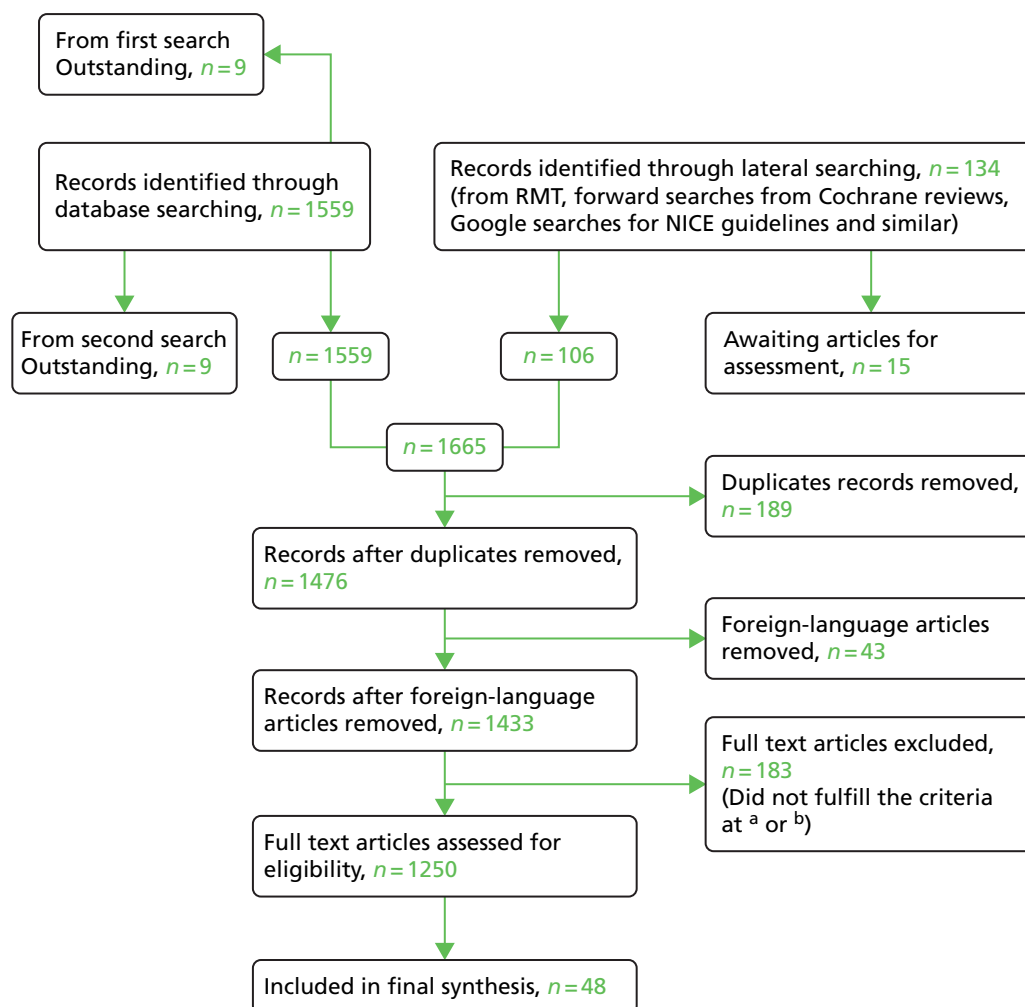 From first search
Outstanding, n=9
Records identified through
database searching, n=1559
Records identified through lateral searching, n=134
(from RMT, forward searches from Cochrane reviews,
Google searches for NICE guidelines and similar)
From second search
Outstanding, n=9
n=1559
n=106
Awaiting articles for
assessment, n=15
n=1665
Duplicates records removed,
n=189
Records after duplicates removed,
n=1476
Foreign-language articles
removed, n=43
Records after foreign-language
articles removed, n=1433
Full text articles excluded,
n=183
(Did not fulfill the criteria
at a or b)
Full text articles assessed for
eligibility, n=1250
Included in final synthesis, n=48